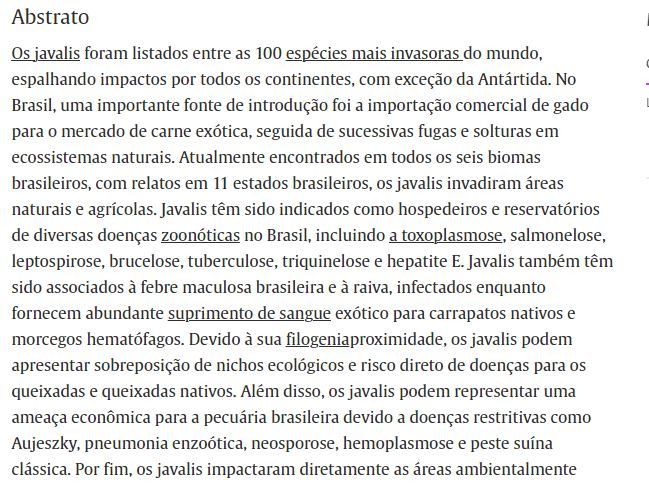 Abstrato
Os javalis foram listados entre as 100 espécies mais invasoras do mundo,
espalhando impactos por todos os continentes, com exceção da Antártida. No
Brasil, uma importante fonte de introdução foi a importação comercial de gado
para o mercado de carne exótica, seguida de sucessivas fugas e solturas em
ecossistemas naturais. Atualmente encontrados em todos os seis biomas
brasileiros, com relatos em 11 estados brasileiros, os javalis invadiram áreas
naturais e agrícolas. Javalis têm sido indicados como hospedeiros e reservatórios
de diversas doenças zoonóticas no Brasil, incluindo a toxoplasmose, salmonelose,
leptospirose, brucelose, tuberculose, triquinelose e hepatite E. Javalis também têm
sido associados à febre maculosa brasileira e à raiva, infectados enquanto
fornecem abundante suprimento de sangue exótico para carrapatos nativos e
morcegos hematófagos. Devido à sua filogeniaproximidade, os javalis podem
apresentar sobreposição de nichos ecológicos e risco direto de doenças para os
queixadas e queixadas nativos. Além disso, os javalis podem representar uma
ameaça econômica para a pecuária brasileira devido a doenças restritivas como
Aujeszky, pneumonia enzoótica, neosporose, hemoplasmose e peste suína
clássica. Por fim, os javalis impactaram diretamente as áreas ambientalmente